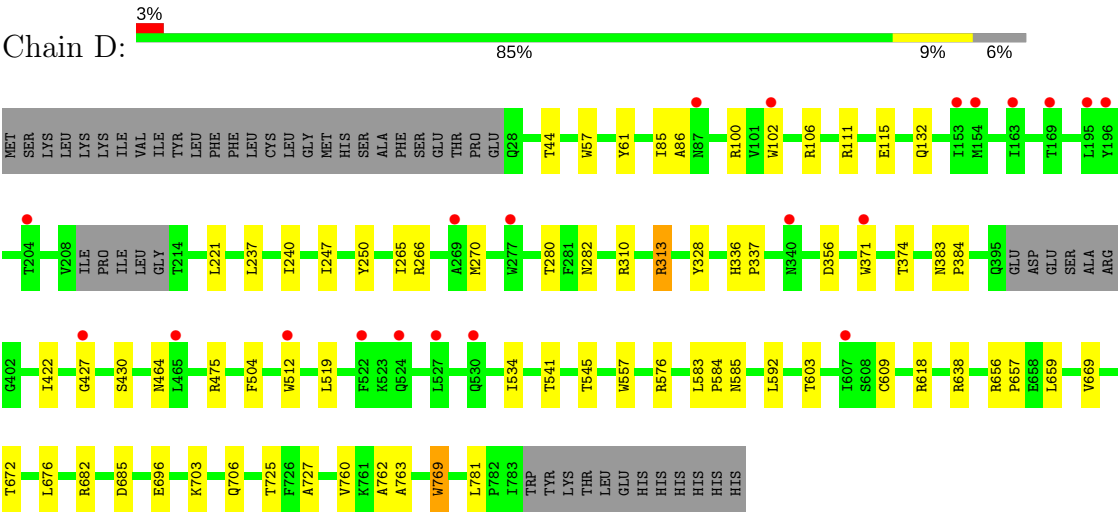 3%
Chain D:
85% 9% 6%
MET SER LYS LEU LYS LYS ILE VAL ILE TYR LEU PHE PHE LEU CYS LEU GLY MET HIS SER ALA PHE SER GLU THR PRO GLU Q28 T44 W57 Y61 I85 A86 N87 R100 V101 W102 R106 R111 E115 Q132 I153 M154 I163 T169 L195 Y196
T204 V208 ILE PRO ILE LEU GLY T214 L221 L237 I240 I247 Y250 I265 R266 A269 M270 W277 T280 F281 N282 R310 R313 Y328 H336 P337 N340 D356 W371 T374 N383 P384 Q395 GLU ASP GLU SER ALA ARG
G402 I422 G427 S430 N464 L465 R475 F504 W512 L519 F522 K523 Q524 L527 Q530 I534 T541 T545 W557 R576 L583 P584 N585 L592 T603 I607 S608 C609 R618 R638 R656 P657 E658 L659 V669
T672 L676 R682 D685 E696 K703 Q706 T725 F726 A727 V760 K761 A762 A763 W769 L781 P782 I783 TRP TYR LYS THR LEU GLU HIS HIS HIS HIS HIS HIS